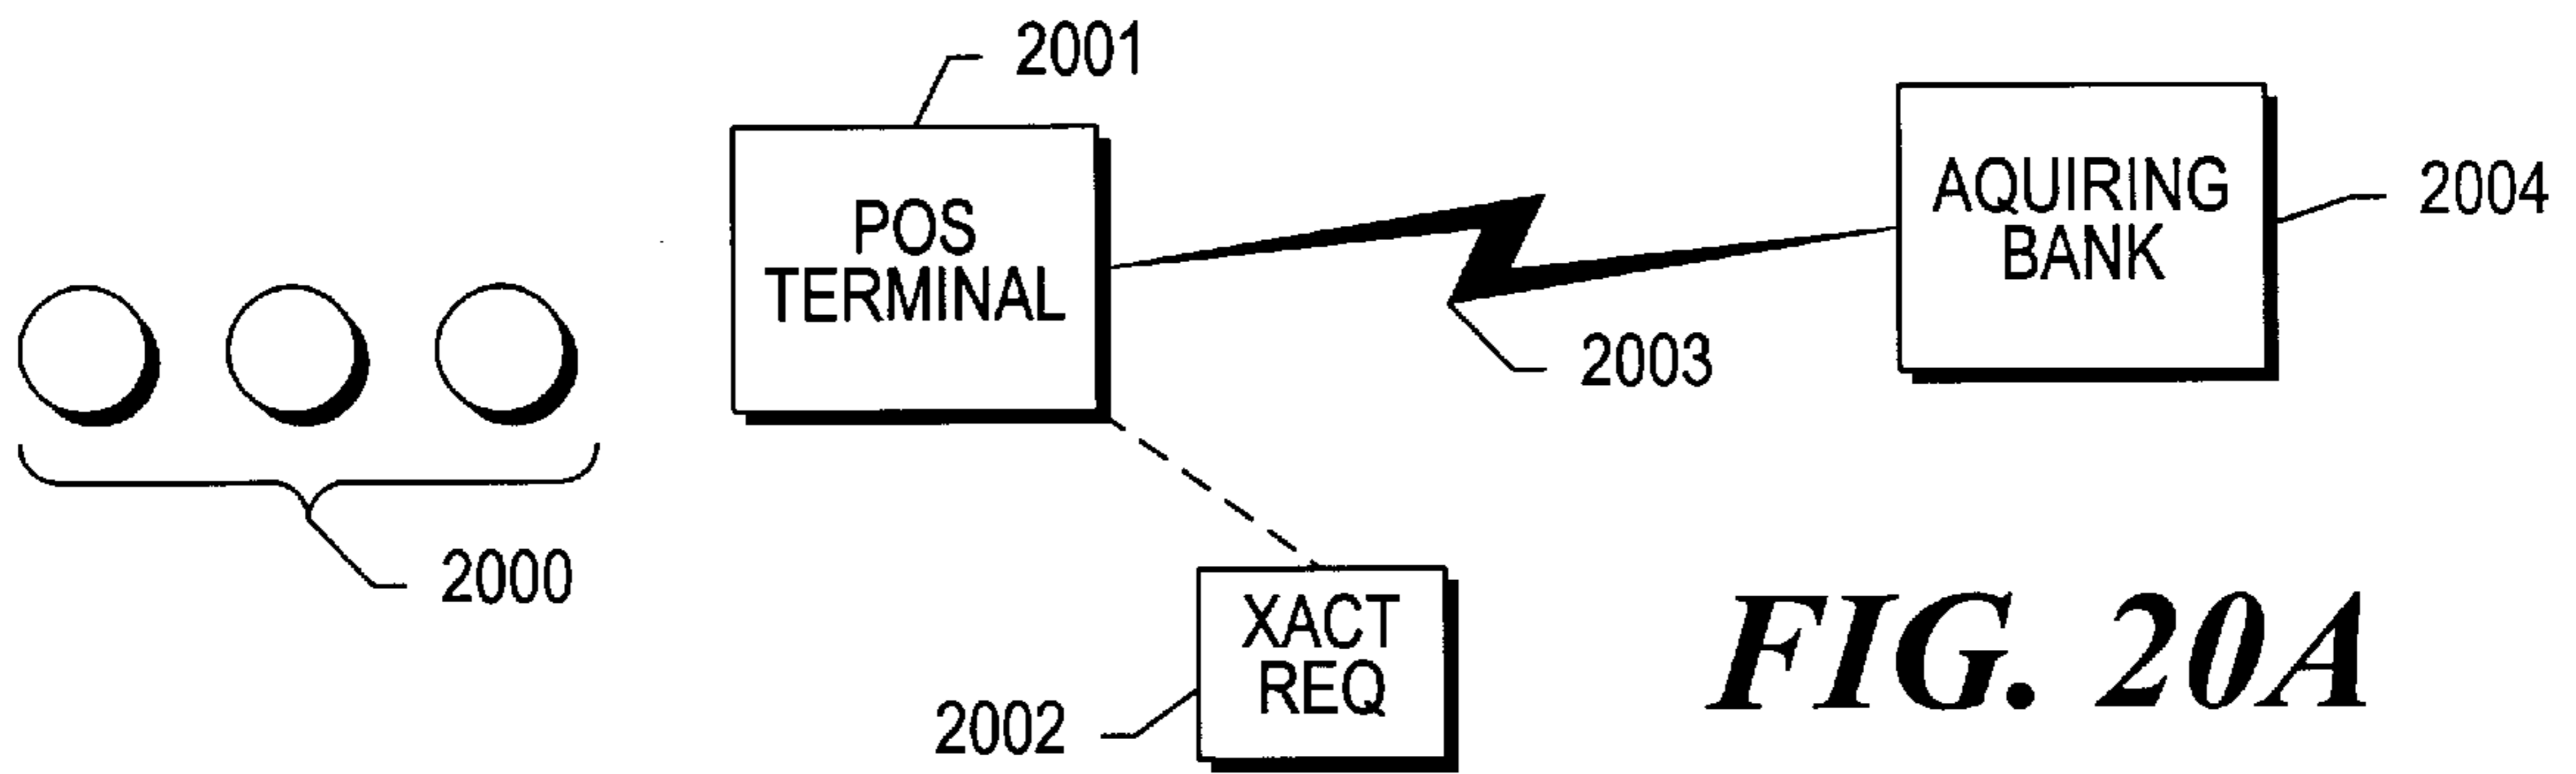 2001
POS
TERMINAL
AQUIRING
BANK
2004
2003
2000
XACT
REQ
2002
FIG. 20A